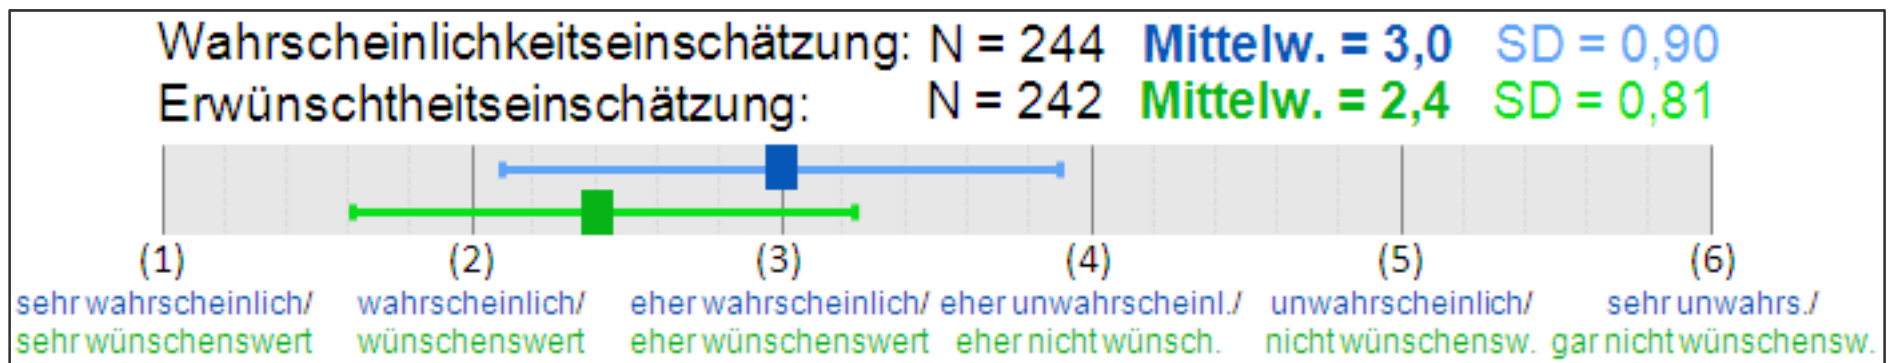 Wahrscheinlichkeitseinschätzung: N = 244 Mittelw. = 3,0 SD = 0,90
Erwünschtheitseinschätzung: N = 242 Mittelw. = 2,4 SD = 0,81
(1) (2) (3) (4) (5) (6)
sehr wahrscheinlich/ wahrscheinlich/ eher wahrscheinlich/ eher unwahrscheinl./ unwahrscheinlich/ sehr unwahrs./
sehr wünschenswert wünschenswert eher wünschenswert eher nicht wünsch. nicht wünschensw. gar nicht wünschensw.